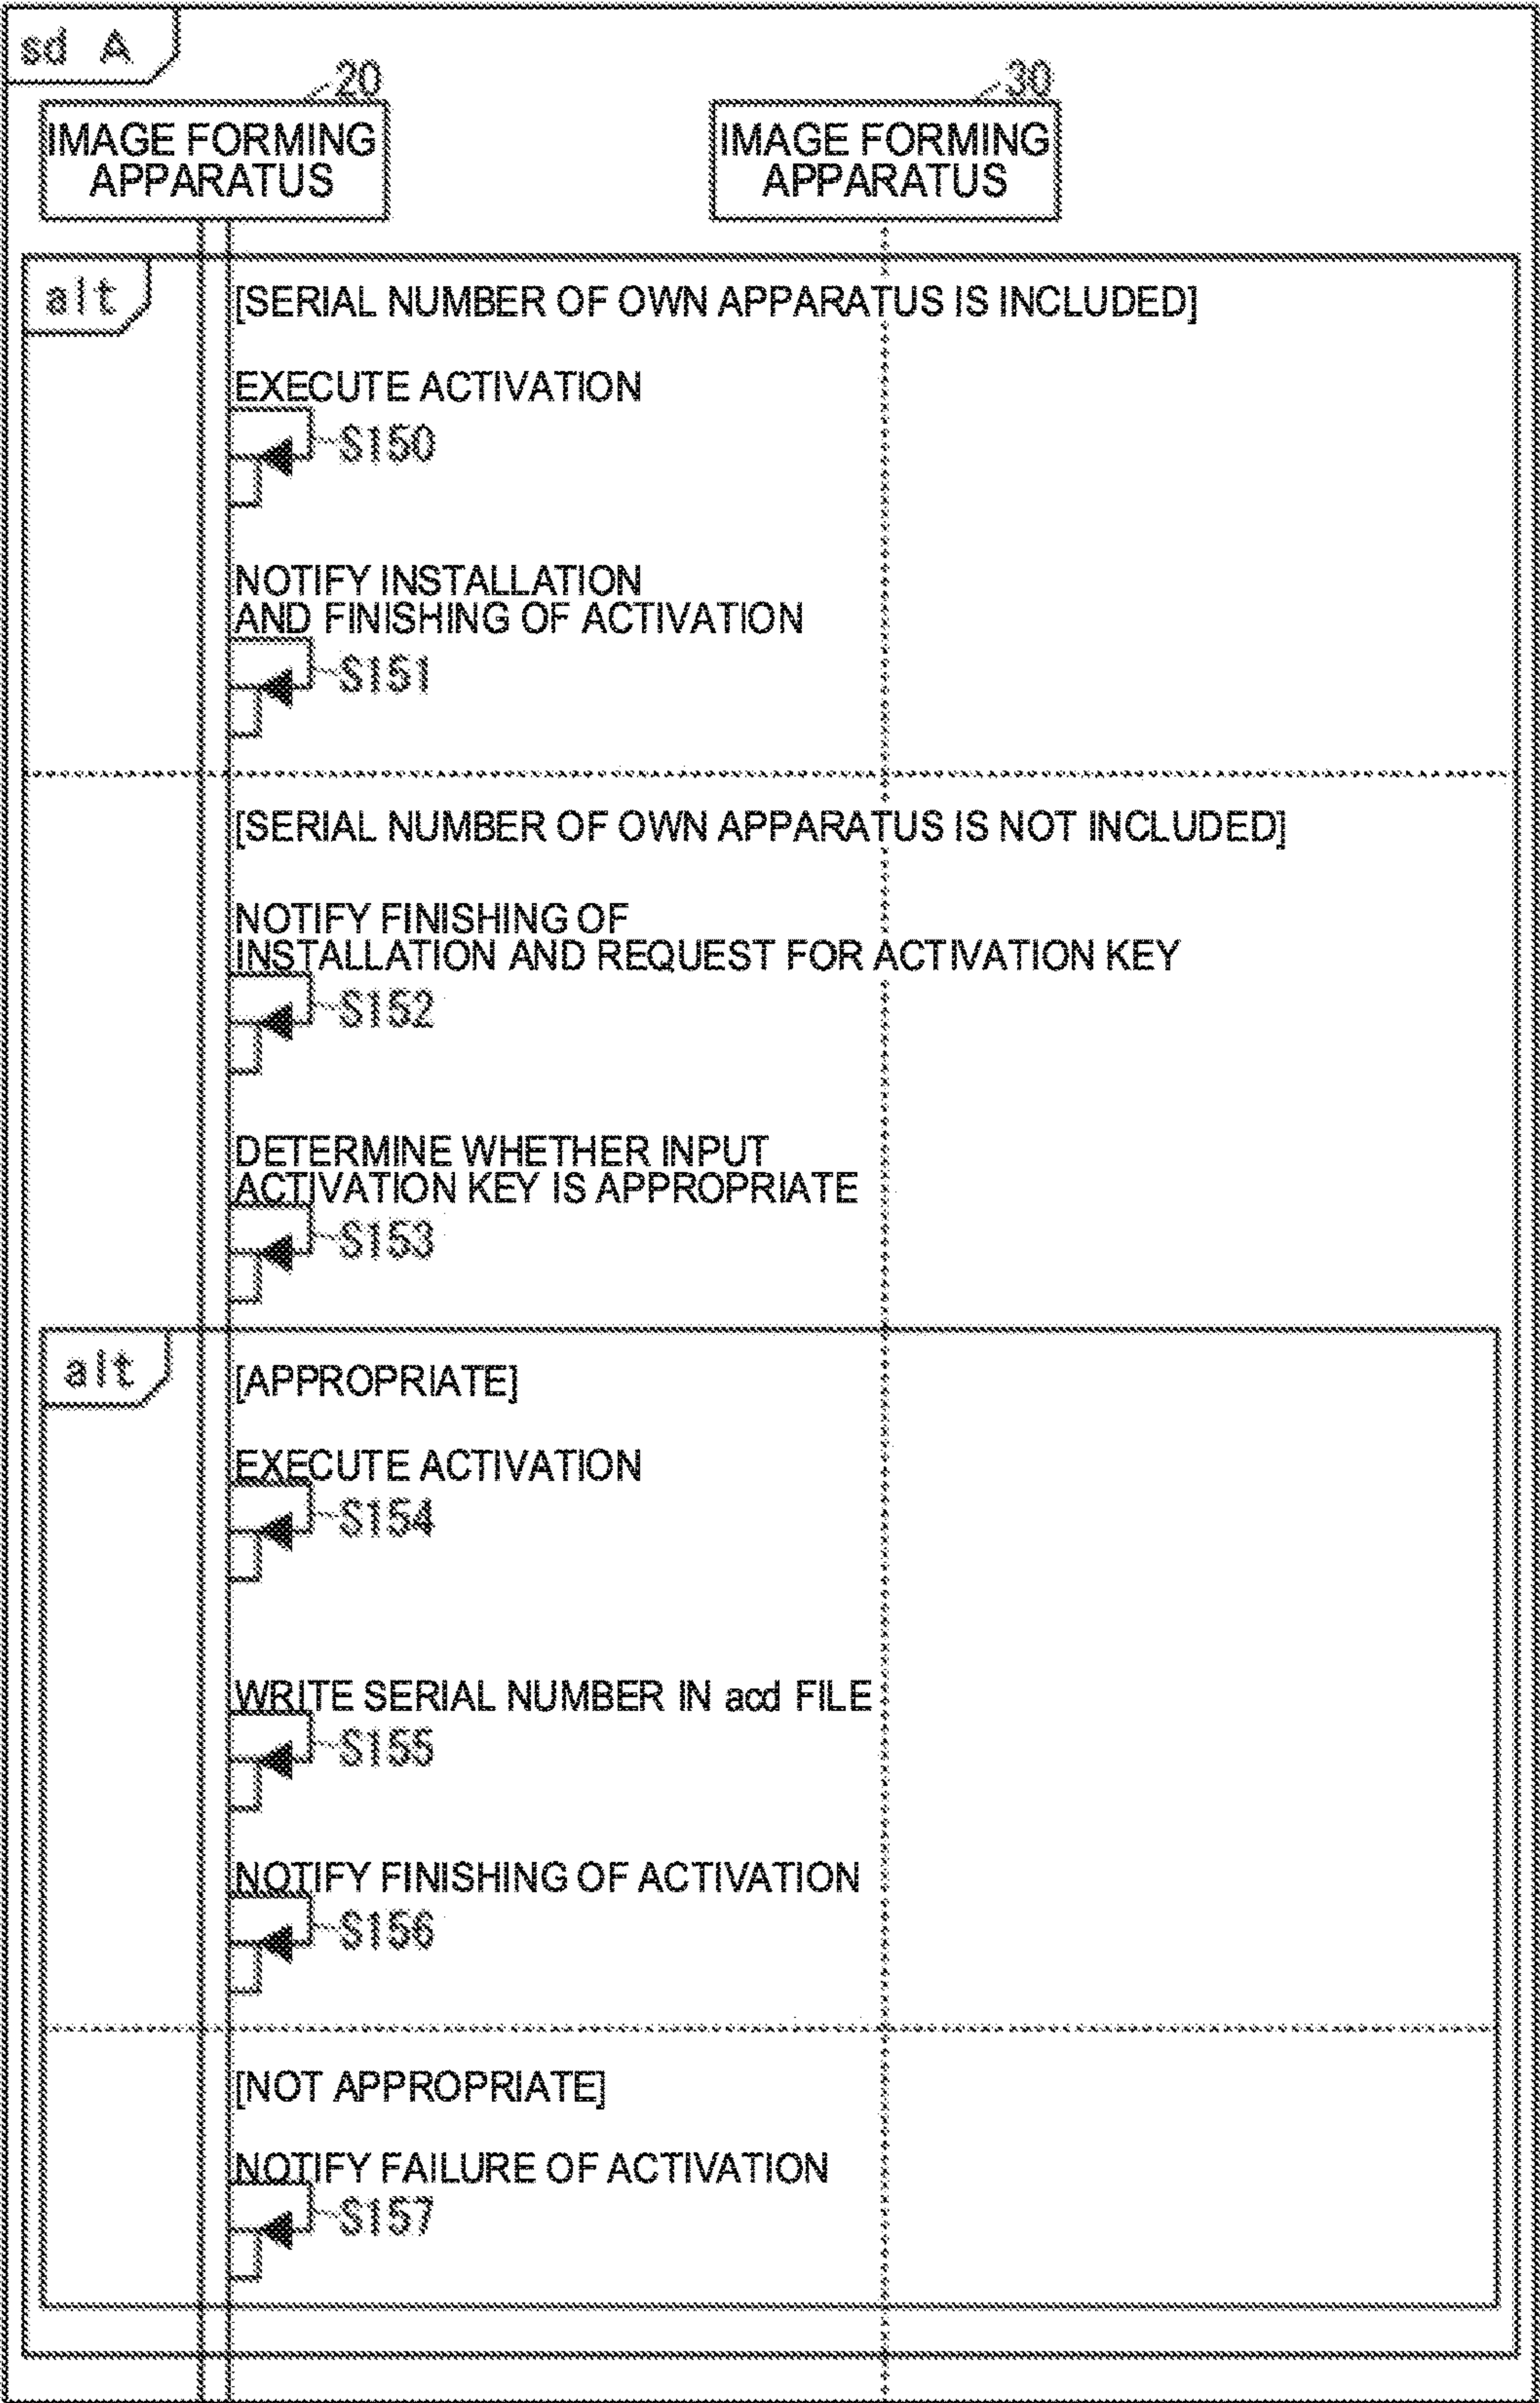 sd A
20
30
IMAGE FORMING
APPARATUS
IMAGE FORMING
APPARATUS
alt
[SERIAL NUMBER OF OWN APPARATUS IS INCLUDED]
EXECUTE ACTIVATION
S150
NOTIFY INSTALLATION
AND FINISHING OF ACTIVATION
S151
[SERIAL NUMBER OF OWN APPARATUS IS NOT INCLUDED]
NOTIFY FINISHING OF
INSTALLATION AND REQUEST FOR ACTIVATION KEY
S152
DETERMINE WHETHER INPUT
ACTIVATION KEY IS APPROPRIATE
S153
alt
[APPROPRIATE]
EXECUTE ACTIVATION
S154
WRITE SERIAL NUMBER IN acd FILE
S155
NOTIFY FINISHING OF ACTIVATION
S156
[NOT APPROPRIATE]
NOTIFY FAILURE OF ACTIVATION
S157